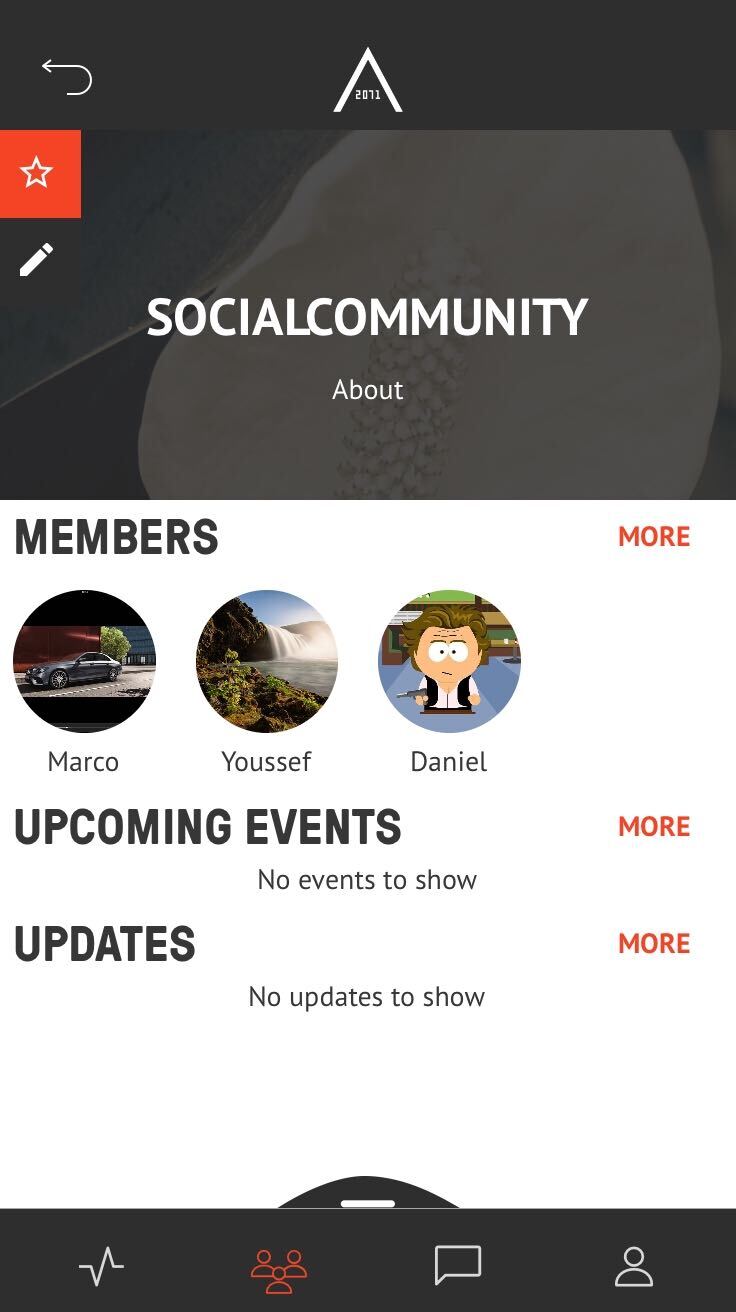 2071
SOCIALCOMMUNITY
About
MEMBERS
MORE
Marco
Youssef
Daniel
UPCOMING EVENTS
MORE
No events to show
UPDATES
MORE
No updates to show